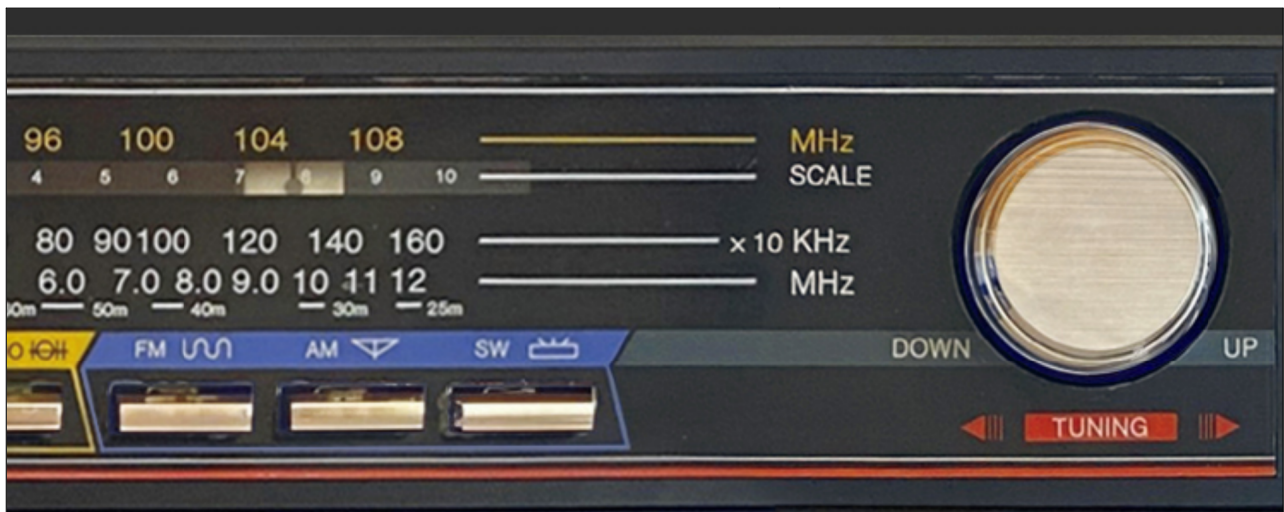 96 100 104 108 MHz
4 5 6 7 8 9 10 SCALE
80 90 100 120 140 160 x 10 KHz
6.0 7.0 8.0 9.0 10 11 12 MHz
50m 40m 30m 25m
FM AM SW DOWN UP
TUNING